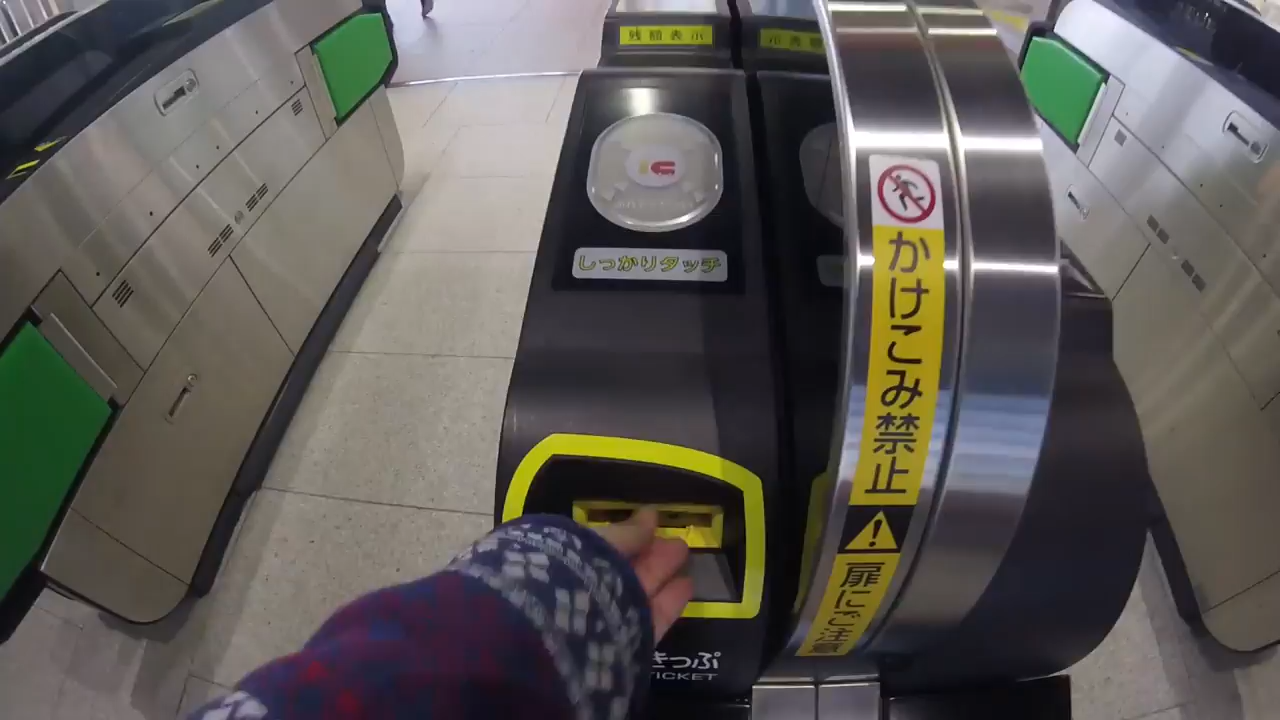 残額表示
しっかりタッチ
かけこみ禁止
扉にご注意
きっぷ
TICKET